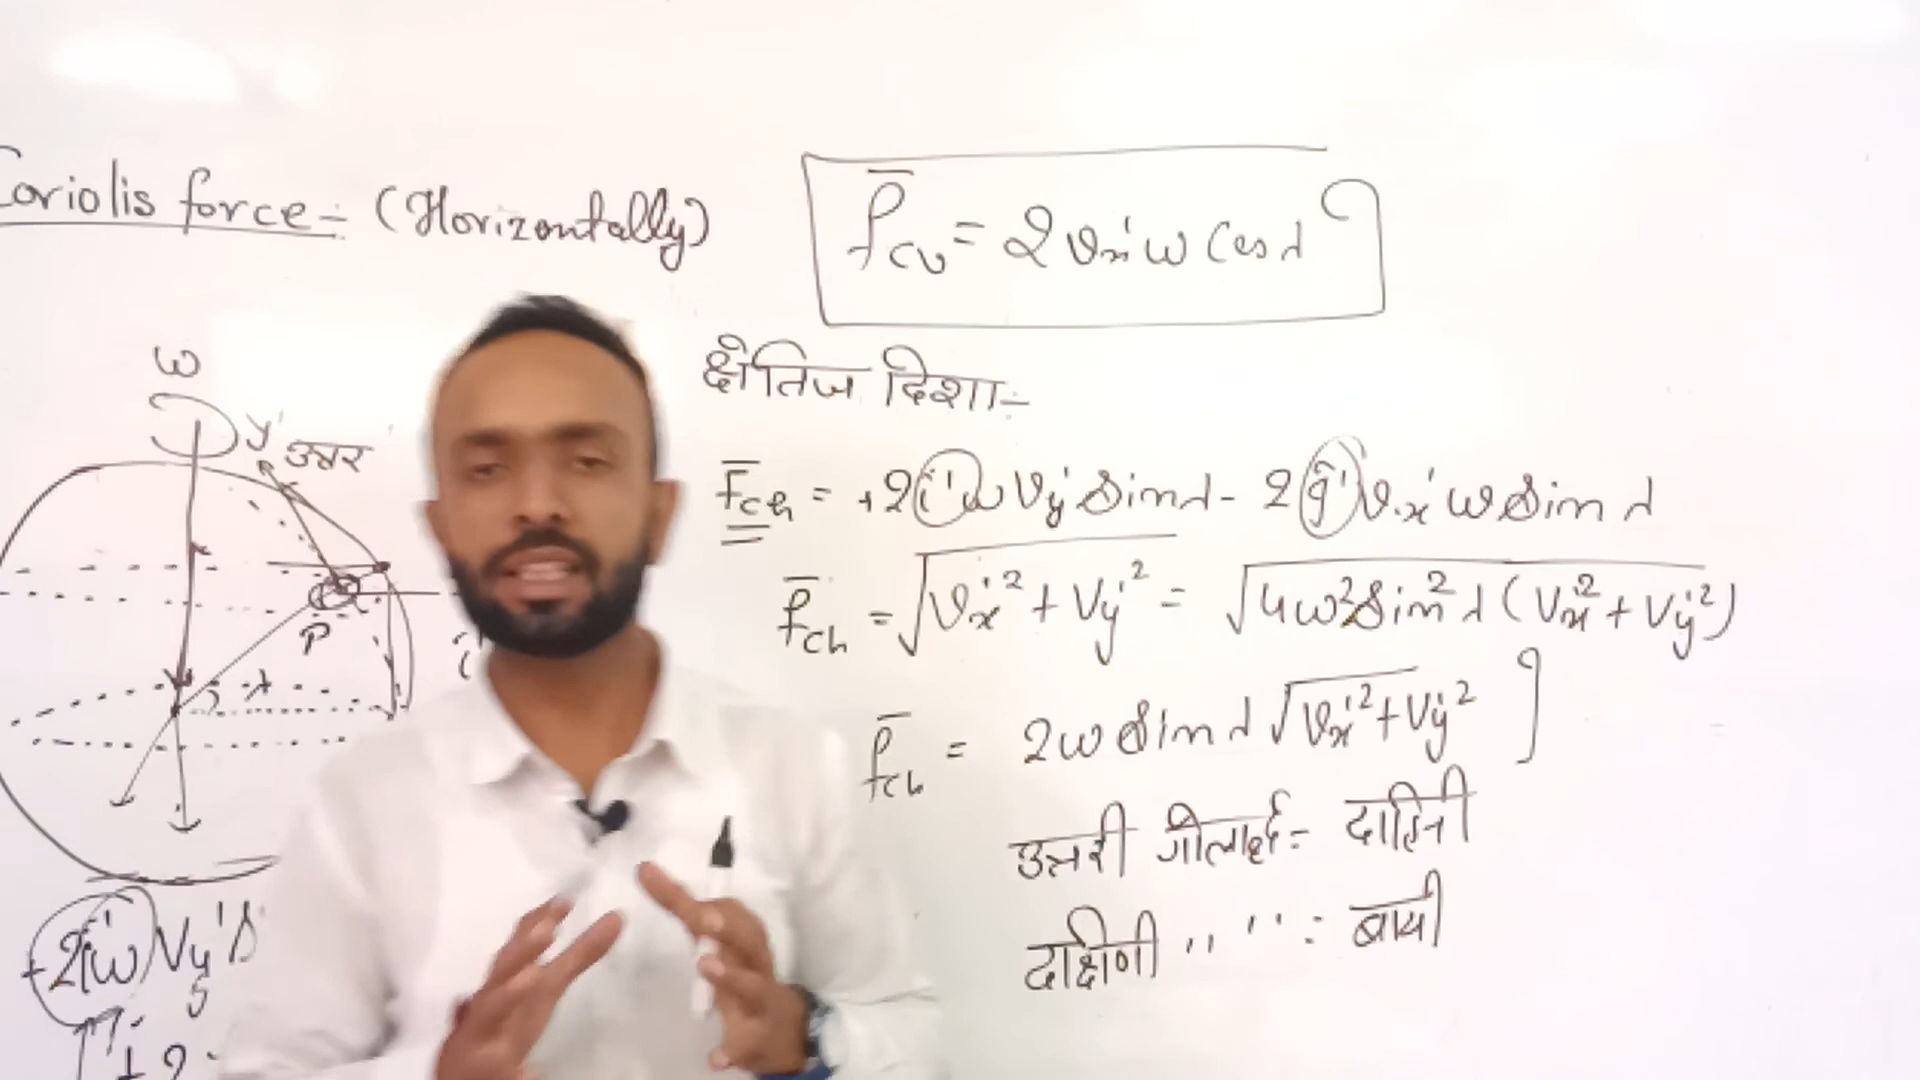 Coriolis force:- (Horizontally)
F̅cv = 2 vx' ω Cos λ
ω
y' उत्तर
P
λ
क्षैतिज दिशा:-
F̅ch = +2 i' ω Vy' Sin λ - 2 j' vx' ω Sin λ
F̅ch = √(vx'² + Vy'²) = √(4ω² Sin² λ (Vx'² + Vy'²))
F̅ch = 2ω Sin λ √(vx'² + Vy'²)
उत्तरी गोलार्द्ध = दाहिनी
दक्षिणी " " : बायी